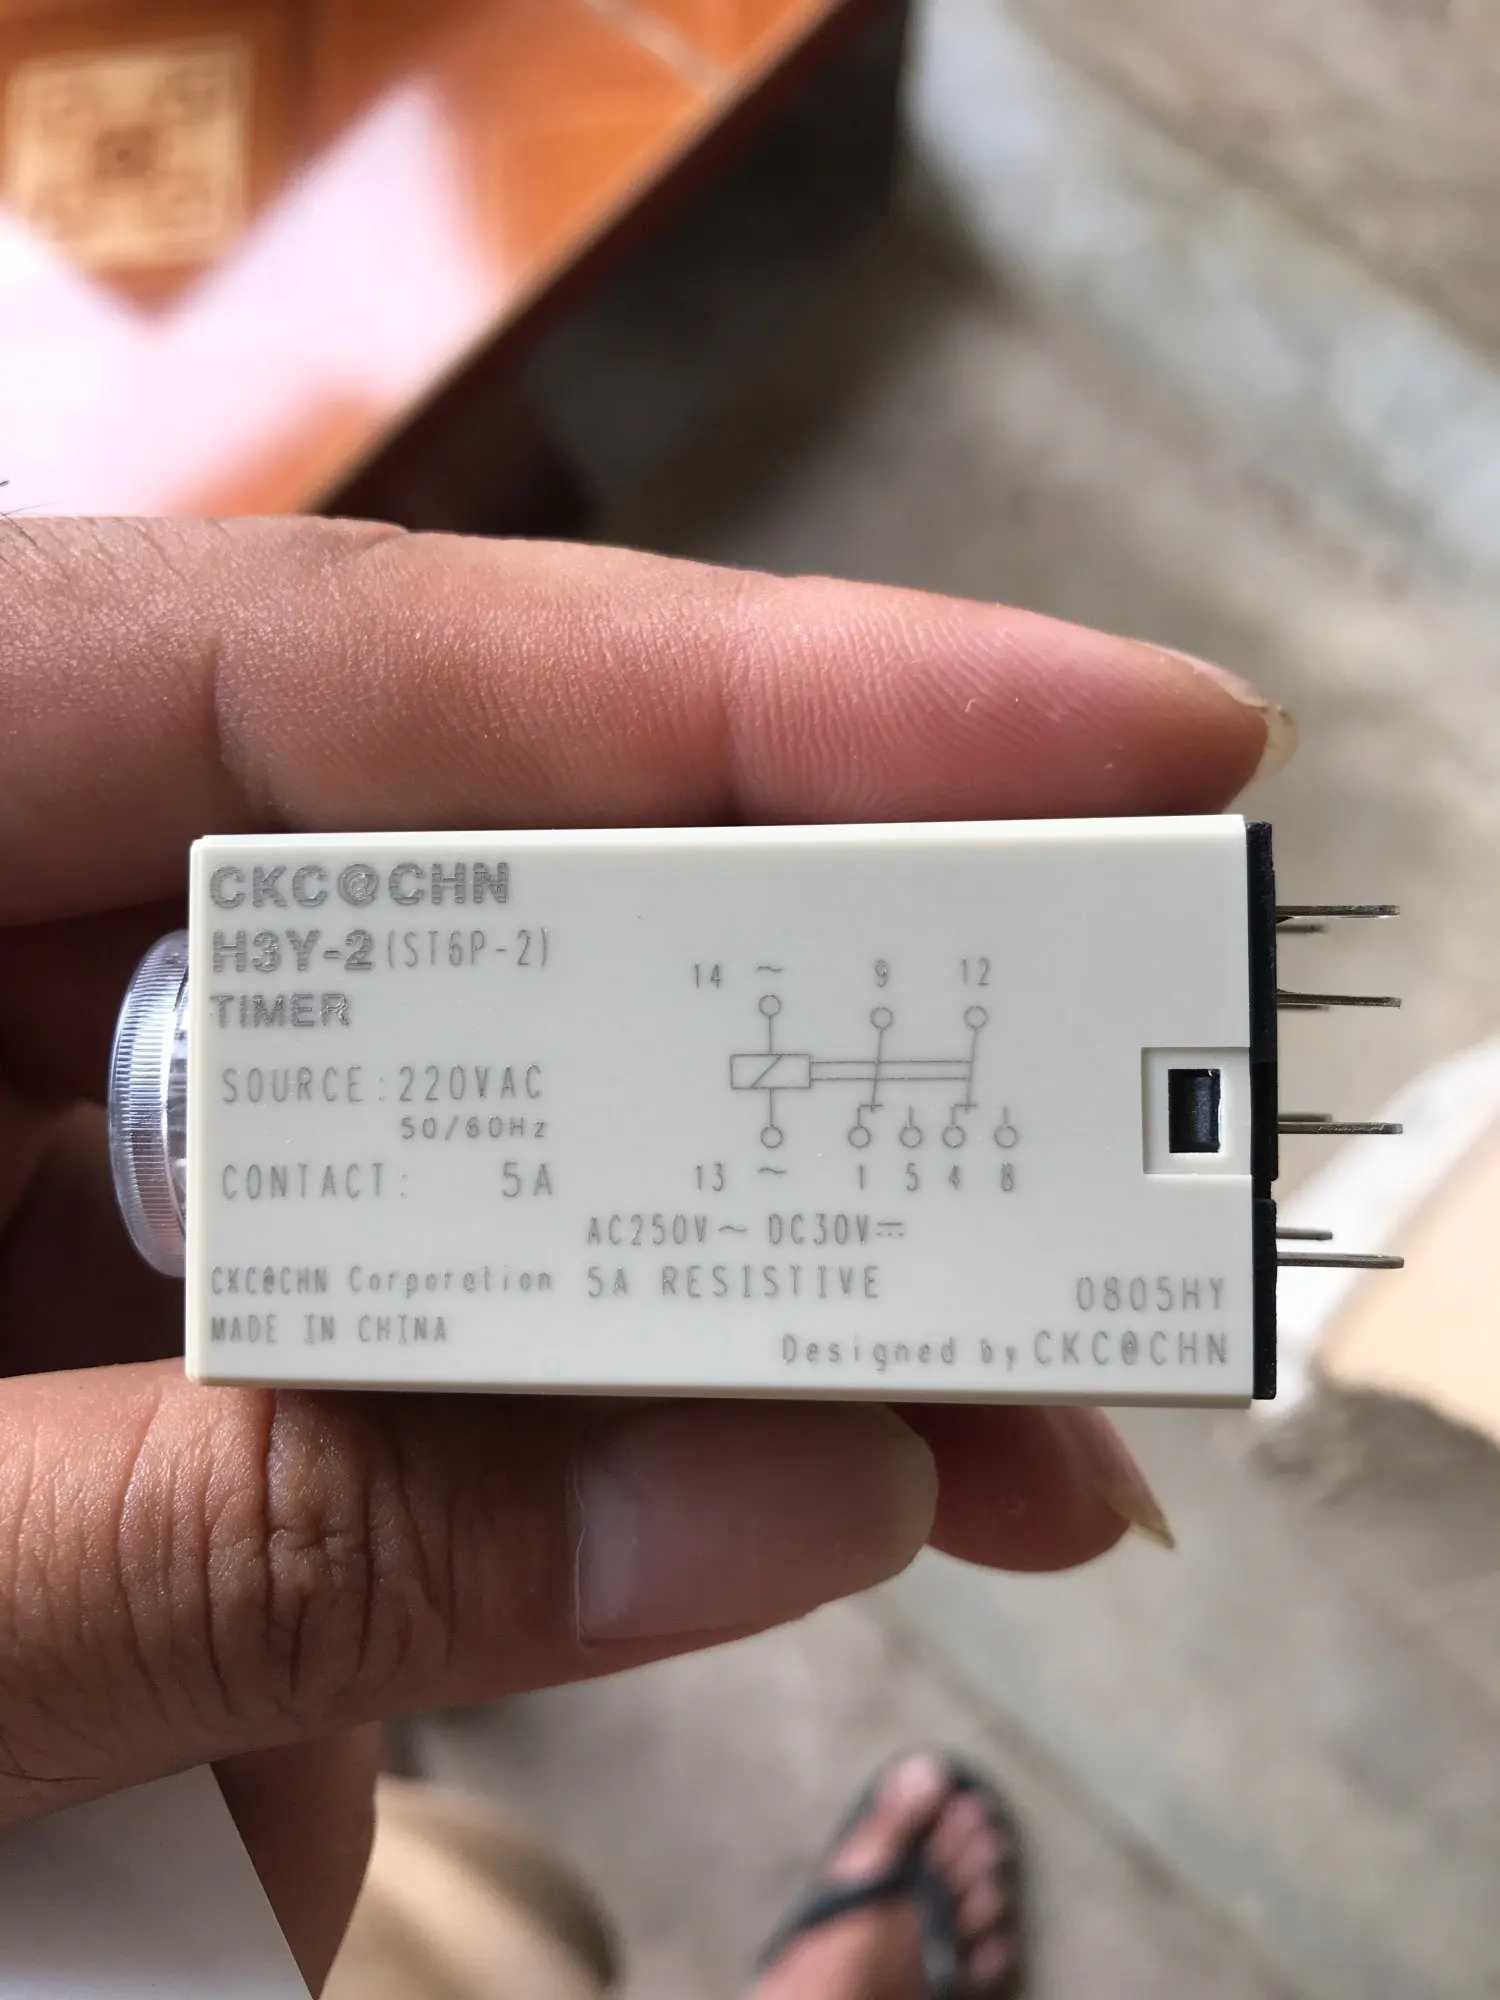 CKC@CHN
H3Y-2(ST6P-2)
TIMER
SOURCE:220VAC
50/60Hz
CONTACT: 5A
14 ~ 9 12
13 ~ 1 5 4 8
AC250V~ DC30V⎓
5A RESISTIVE
CKC@CHN Corporetion
MADE IN CHINA
0805HY
Designed by CKC@CHN